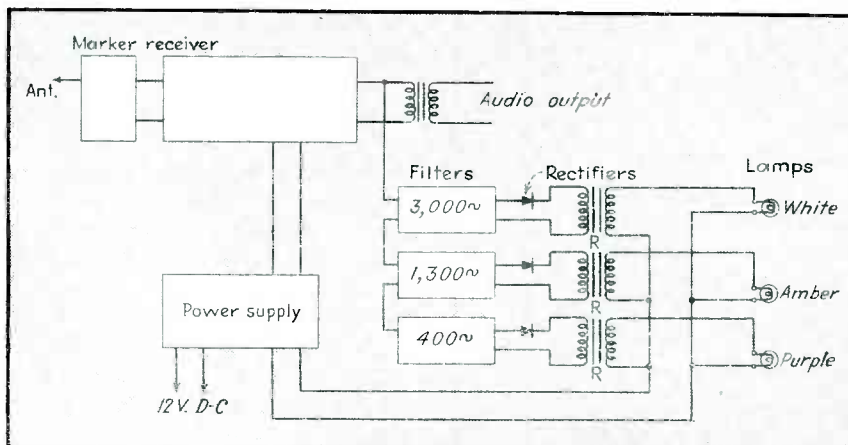 Marker receiver
Ant.
Audio output
Filters
Rectifiers
Lamps
3,000~
White
R
1,300~
Amber
R
Power supply
400~
Purple
R
12 V. D-C